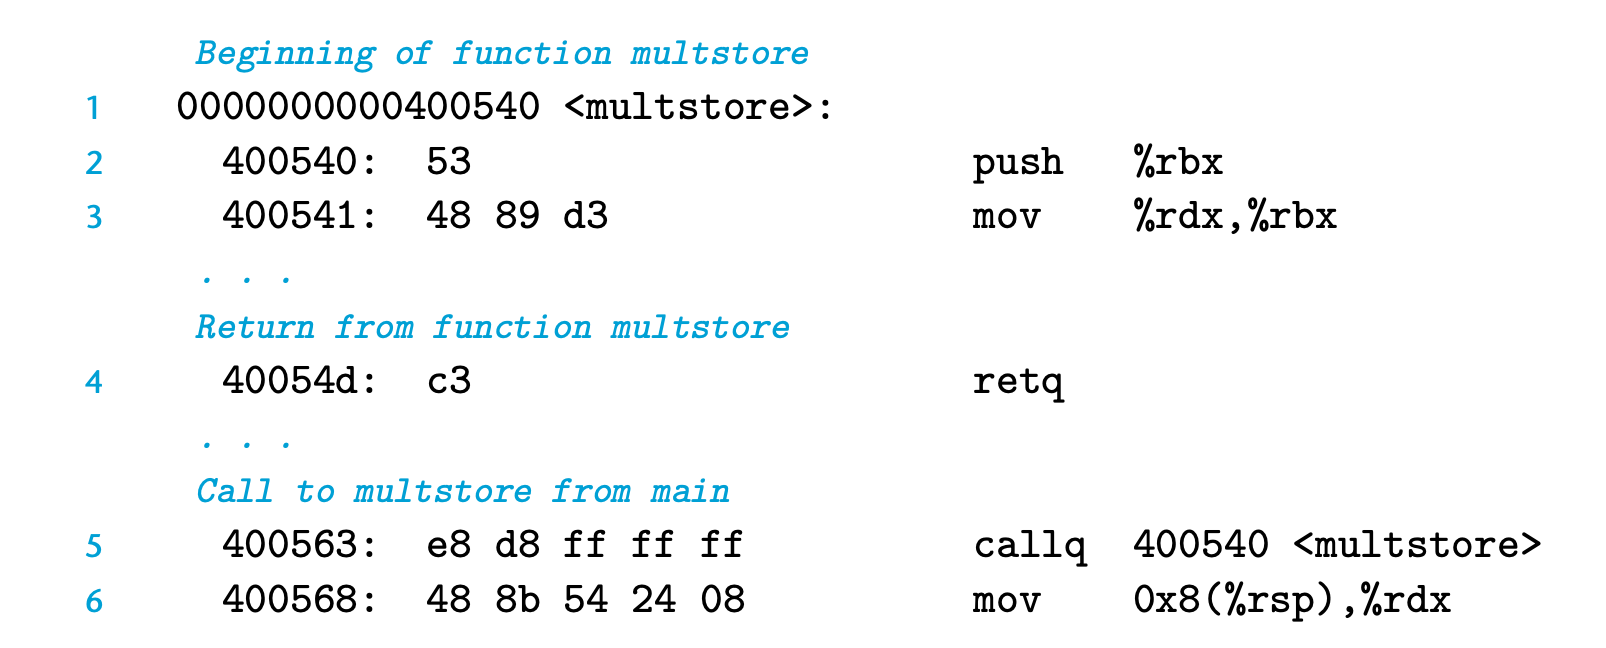 Beginning of function multstore
1 0000000000400540 <multstore>:
2 400540: 53 push %rbx
3 400541: 48 89 d3 mov %rdx,%rbx
. . .
Return from function multstore
4 40054d: c3 retq
. . .
Call to multstore from main
5 400563: e8 d8 ff ff ff callq 400540 <multstore>
6 400568: 48 8b 54 24 08 mov 0x8(%rsp),%rdx